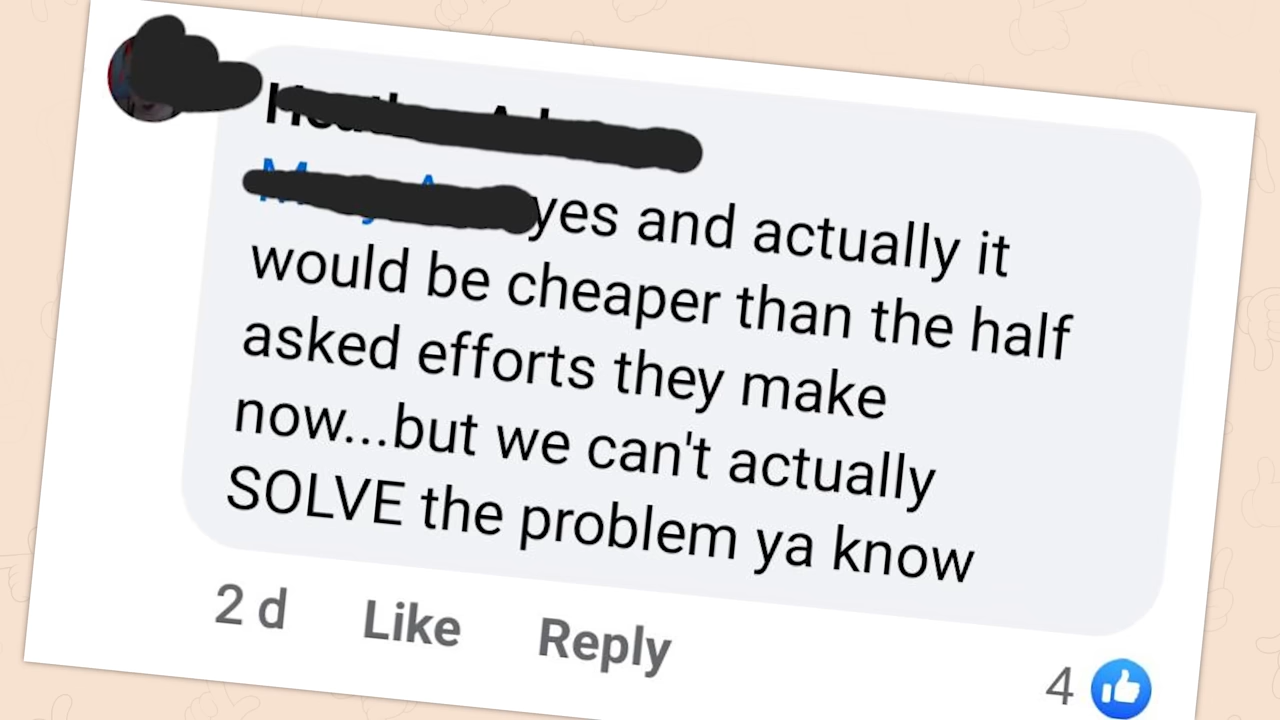 yes and actually it
would be cheaper than the half
asked efforts they make
now...but we can't actually
SOLVE the problem ya know
2 d Like Reply
4